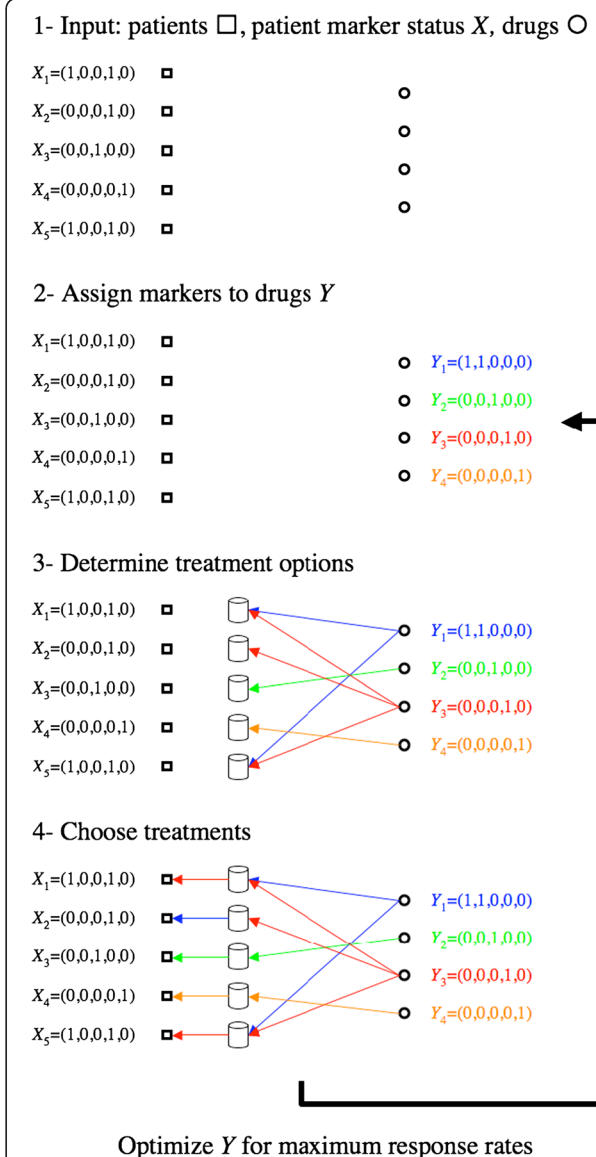 1- Input: patients □, patient marker status X, drugs ○
X₁=(1,0,0,1,0)
X₂=(0,0,0,1,0)
X₃=(0,0,1,0,0)
X₄=(0,0,0,0,1)
X₅=(1,0,0,1,0)
2- Assign markers to drugs Y
X₁=(1,0,0,1,0)
Y₁=(1,1,0,0,0)
X₂=(0,0,0,1,0)
Y₂=(0,0,1,0,0)
X₃=(0,0,1,0,0)
Y₃=(0,0,0,1,0)
X₄=(0,0,0,0,1)
Y₄=(0,0,0,0,1)
X₅=(1,0,0,1,0)
3- Determine treatment options
X₁=(1,0,0,1,0)
Y₁=(1,1,0,0,0)
X₂=(0,0,0,1,0)
Y₂=(0,0,1,0,0)
X₃=(0,0,1,0,0)
Y₃=(0,0,0,1,0)
X₄=(0,0,0,0,1)
Y₄=(0,0,0,0,1)
X₅=(1,0,0,1,0)
4- Choose treatments
X₁=(1,0,0,1,0)
Y₁=(1,1,0,0,0)
X₂=(0,0,0,1,0)
Y₂=(0,0,1,0,0)
X₃=(0,0,1,0,0)
Y₃=(0,0,0,1,0)
X₄=(0,0,0,0,1)
Y₄=(0,0,0,0,1)
X₅=(1,0,0,1,0)
Optimize Y for maximum response rates